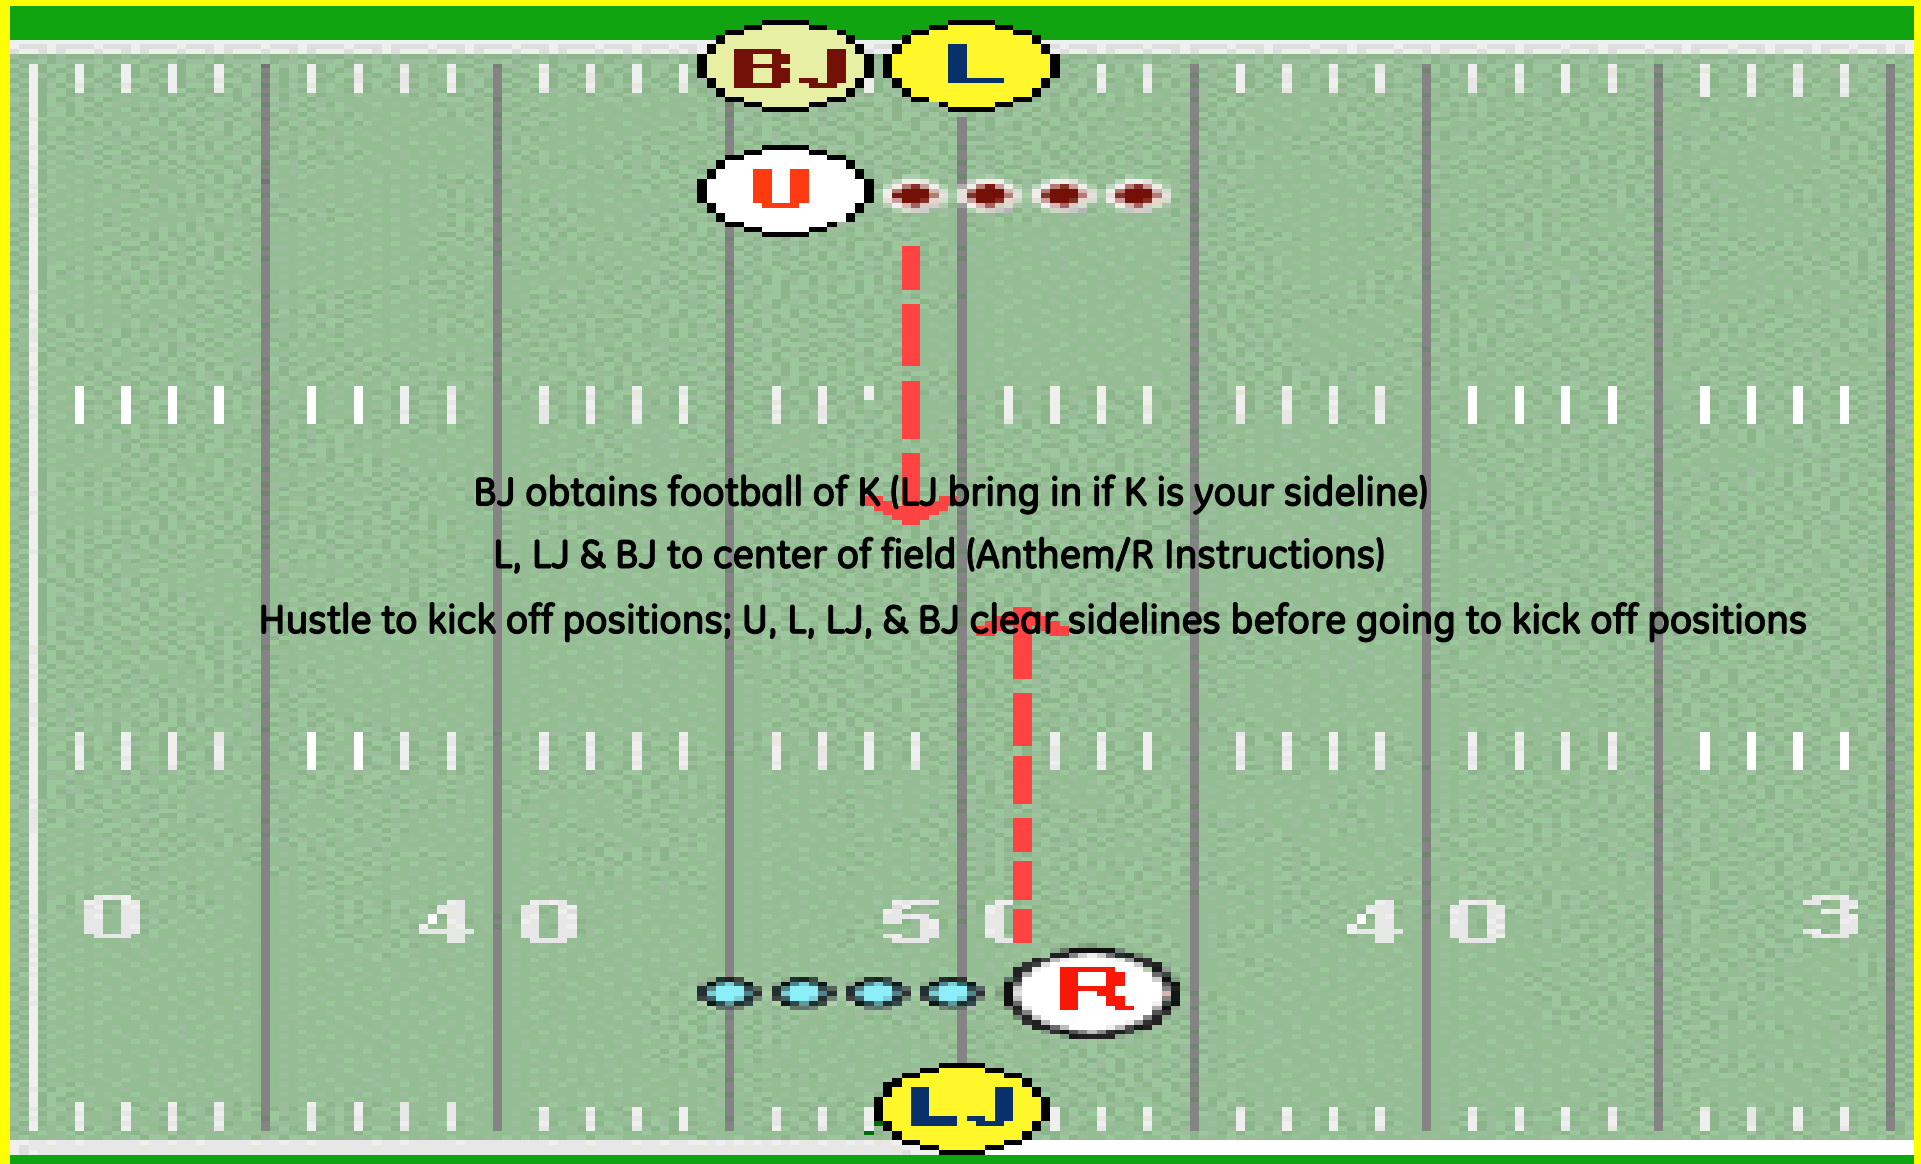 BJ L
U
BJ obtains football of K (LJ bring in if K is your sideline)
L, LJ & BJ to center of field (Anthem/R Instructions)
Hustle to kick off positions; U, L, LJ, & BJ clear sidelines before going to kick off positions
0 4 0 5 0 4 0 3
R
LJ